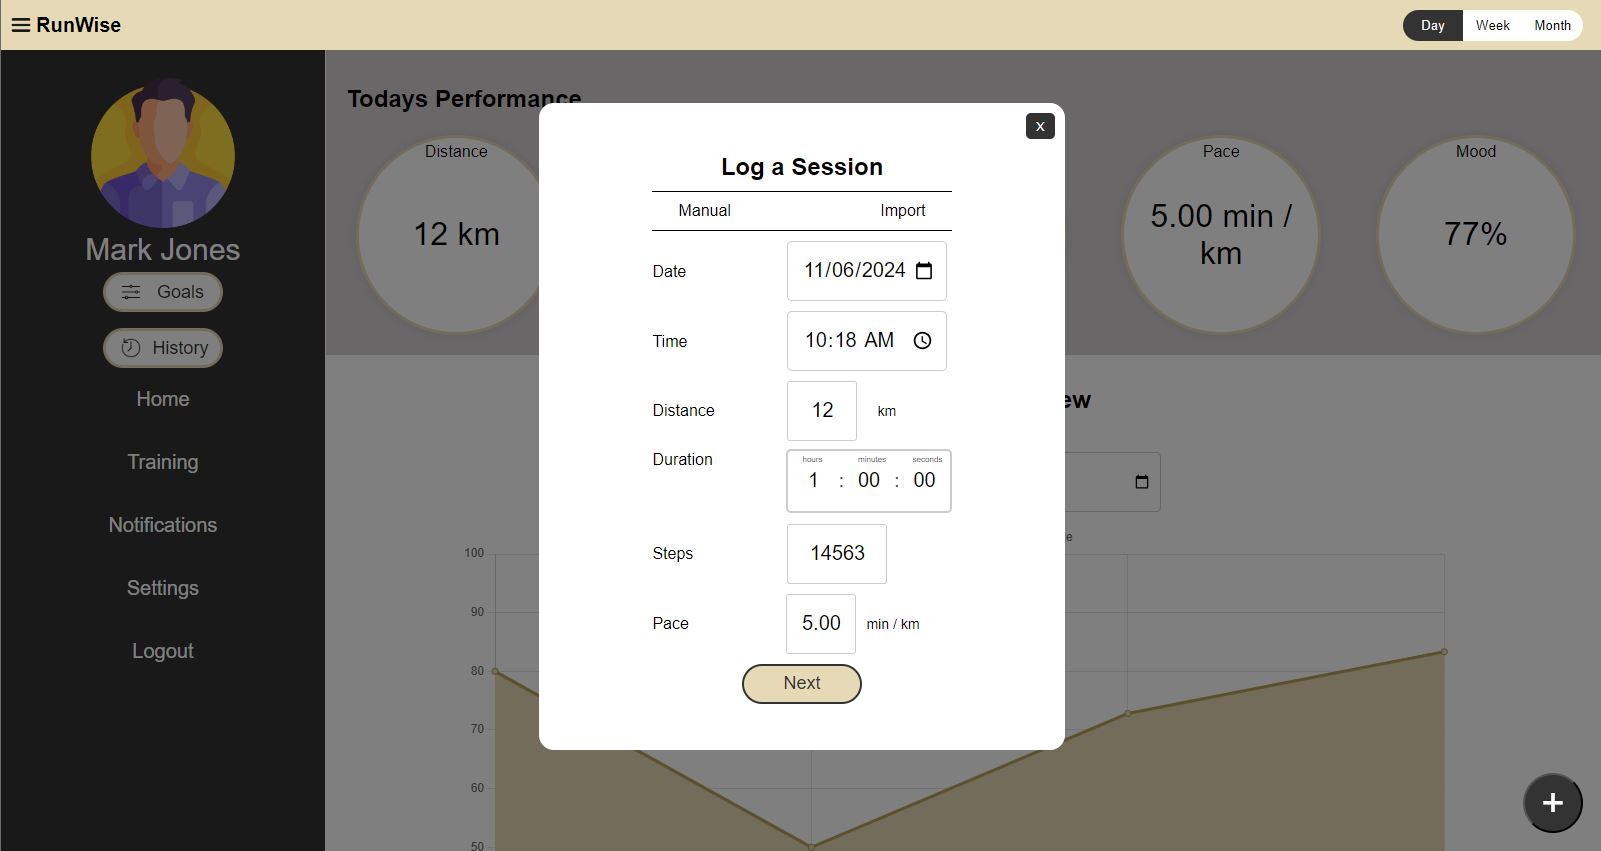 RunWise
Day Week Month
Mark Jones
Goals
History
Home
Training
Notifications
Settings
Logout
Todays Performance
Distance
12 km
Pace
5.00 min /
km
Mood
77%
x
Log a Session
Manual Import
Date 11/06/2024
Time 10:18 AM
Distance 12 km
Duration
hours minutes seconds
1 : 00 : 00
Steps 14563
Pace 5.00 min / km
Next
100
90
80
70
60
50
+